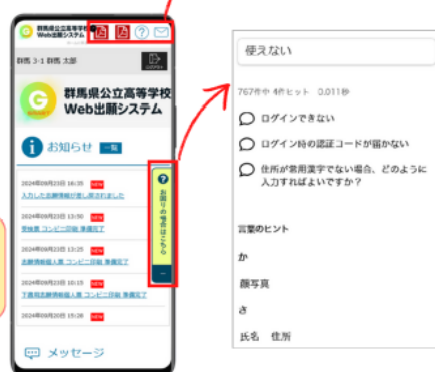 群馬県公立高等学校
Web出願システム
群馬 3-1 群馬 太郎
群馬県公立高等学校
Web出願システム
お知らせ 一覧
2024年09月23日 16:35 NEW
入力した志願情報が差し戻されました
2024年09月23日 13:50 NEW
受検票 コンビニ印刷 準備完了
2024年09月23日 13:25 NEW
志願情報個人票 コンビニ印刷 準備完了
2024年09月23日 10:15 NEW
下書用志願情報個人票 コンビニ印刷 準備完了
2024年09月20日 15:28 NEW
メッセージ
お困りの場合はこちら
使えない
767件中 4件ヒット 0.011秒
ログインできない
ログイン時の認証コードが届かない
住所が常用漢字でない場合、どのように
入力すればよいですか？
言葉のヒント
か
顔写真
さ
氏名 住所